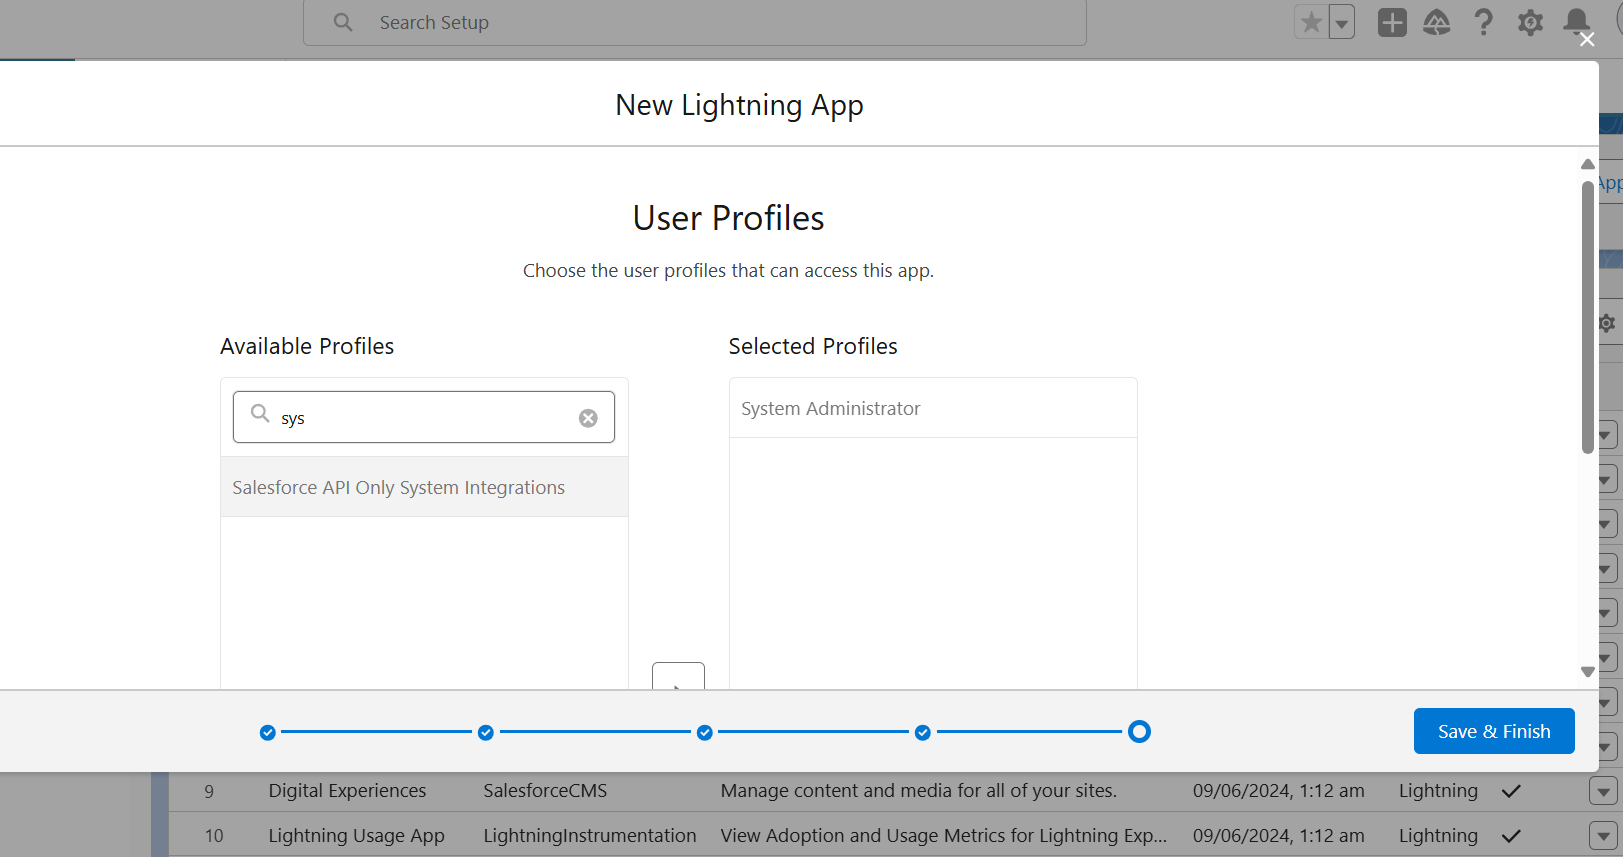 Search Setup
New Lightning App
App
User Profiles
Choose the user profiles that can access this app.
Available Profiles
Selected Profiles
sys
System Administrator
Salesforce API Only System Integrations
Save & Finish
9 Digital Experiences SalesforceCMS Manage content and media for all of your sites. 09/06/2024, 1:12 am Lightning
10 Lightning Usage App LightningInstrumentation View Adoption and Usage Metrics for Lightning Exp... 09/06/2024, 1:12 am Lightning